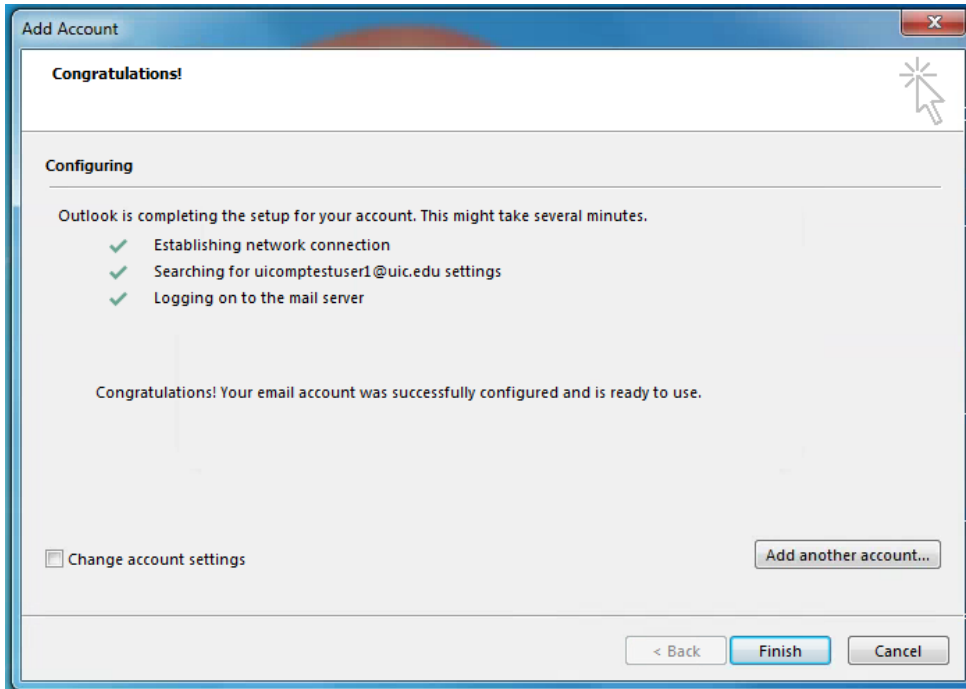 Add Account
Congratulations!
Configuring
Outlook is completing the setup for your account. This might take several minutes.
Establishing network connection
Searching for uicomptestuser1@uic.edu settings
Logging on to the mail server
Congratulations! Your email account was successfully configured and is ready to use.
Change account settings
Add another account...
< Back
Finish
Cancel